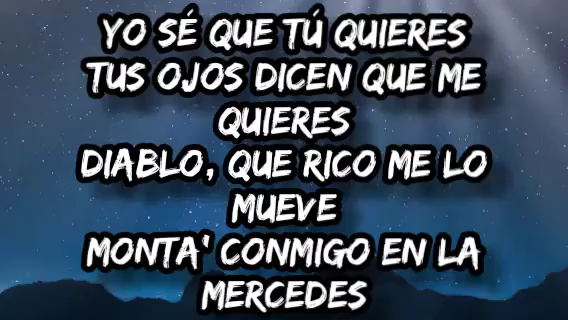 YO SÉ QUE TÚ QUIERES
TUS OJOS DICEN QUE ME
QUIERES
DIABLO, QUE RICO ME LO
MUEVE
MONTA' CONMIGO EN LA
MERCEDES